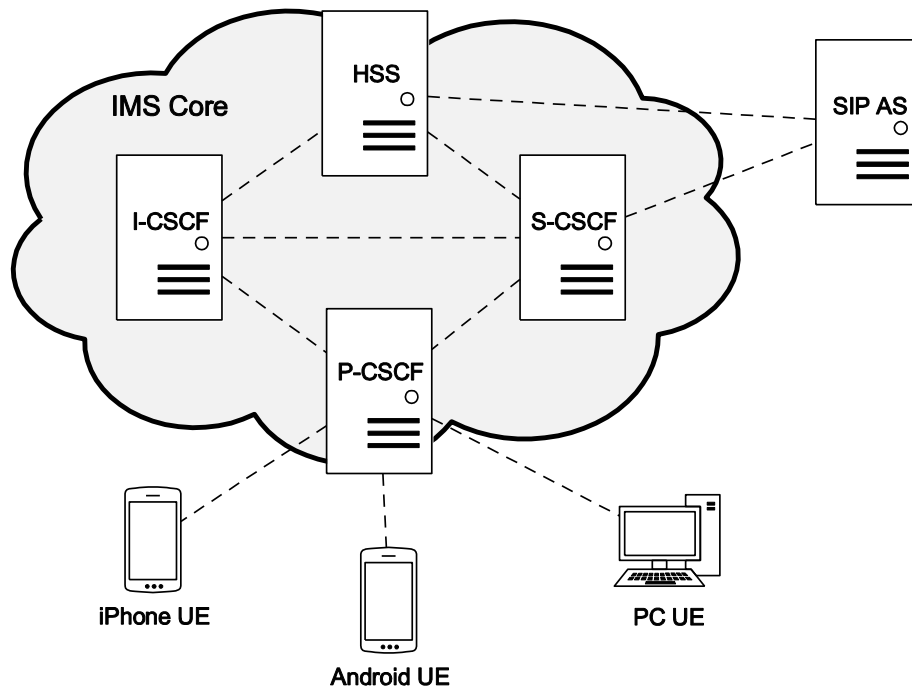 HSS
IMS Core
SIP AS
I-CSCF
S-CSCF
P-CSCF
iPhone UE
PC UE
Android UE